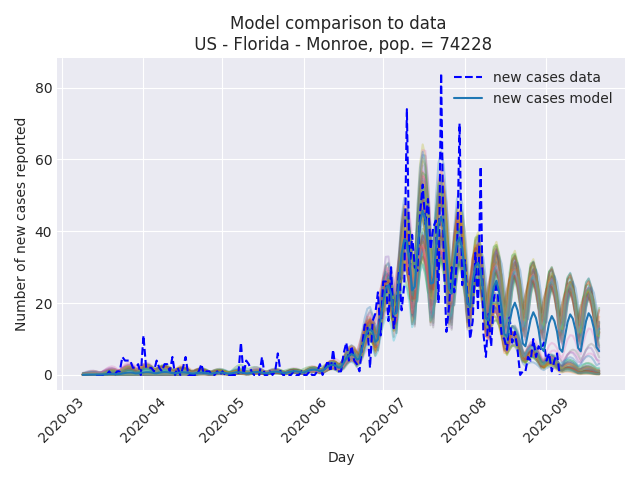 Model comparison to data
US - Florida - Monroe, pop. = 74228
new cases data
new cases model
Number of new cases reported
80
60
40
20
0
2020-03
2020-04
2020-05
2020-06
2020-07
2020-08
2020-09
Day